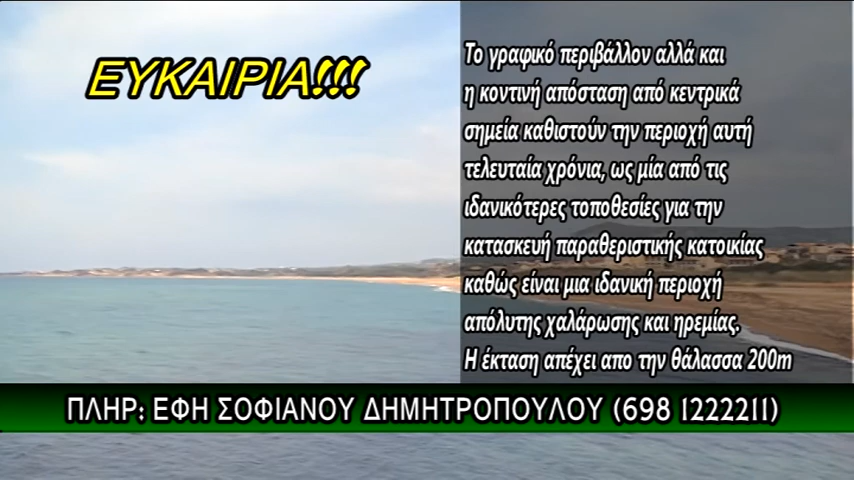 ΕΥΚΑΙΡΙΑ!!!
Το γραφικό περιβάλλον αλλά και
η κοντινή απόσταση από κεντρικά
σημεία καθιστούν την περιοχή αυτή
τελευταία χρόνια, ως μία από τις
ιδανικότερες τοποθεσίες για την
κατασκευή παραθεριστικής κατοικίας
καθώς είναι μια ιδανική περιοχή
απόλυτης χαλάρωσης και ηρεμίας.
Η έκταση απέχει απο την θάλασσα 200m
ΠΛΗΡ: ΕΦΗ ΣΟΦΙΑΝΟΥ ΔΗΜΗΤΡΟΠΟΥΛΟΥ (698 1222211)